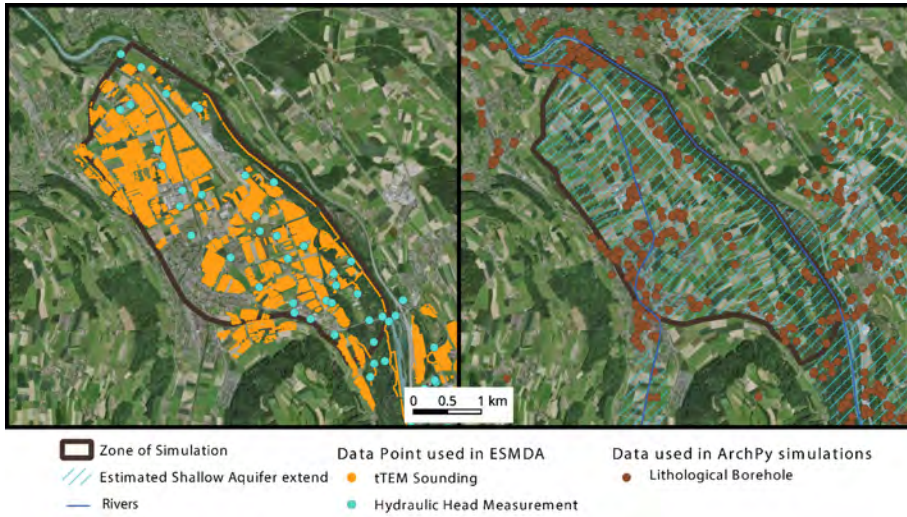 0 0.5 1 km
Zone of Simulation
Estimated Shallow Aquifer extend
Rivers
Data Point used in ESMDA
tTEM Sounding
Hydraulic Head Measurement
Data used in ArchPy simulations
Lithological Borehole